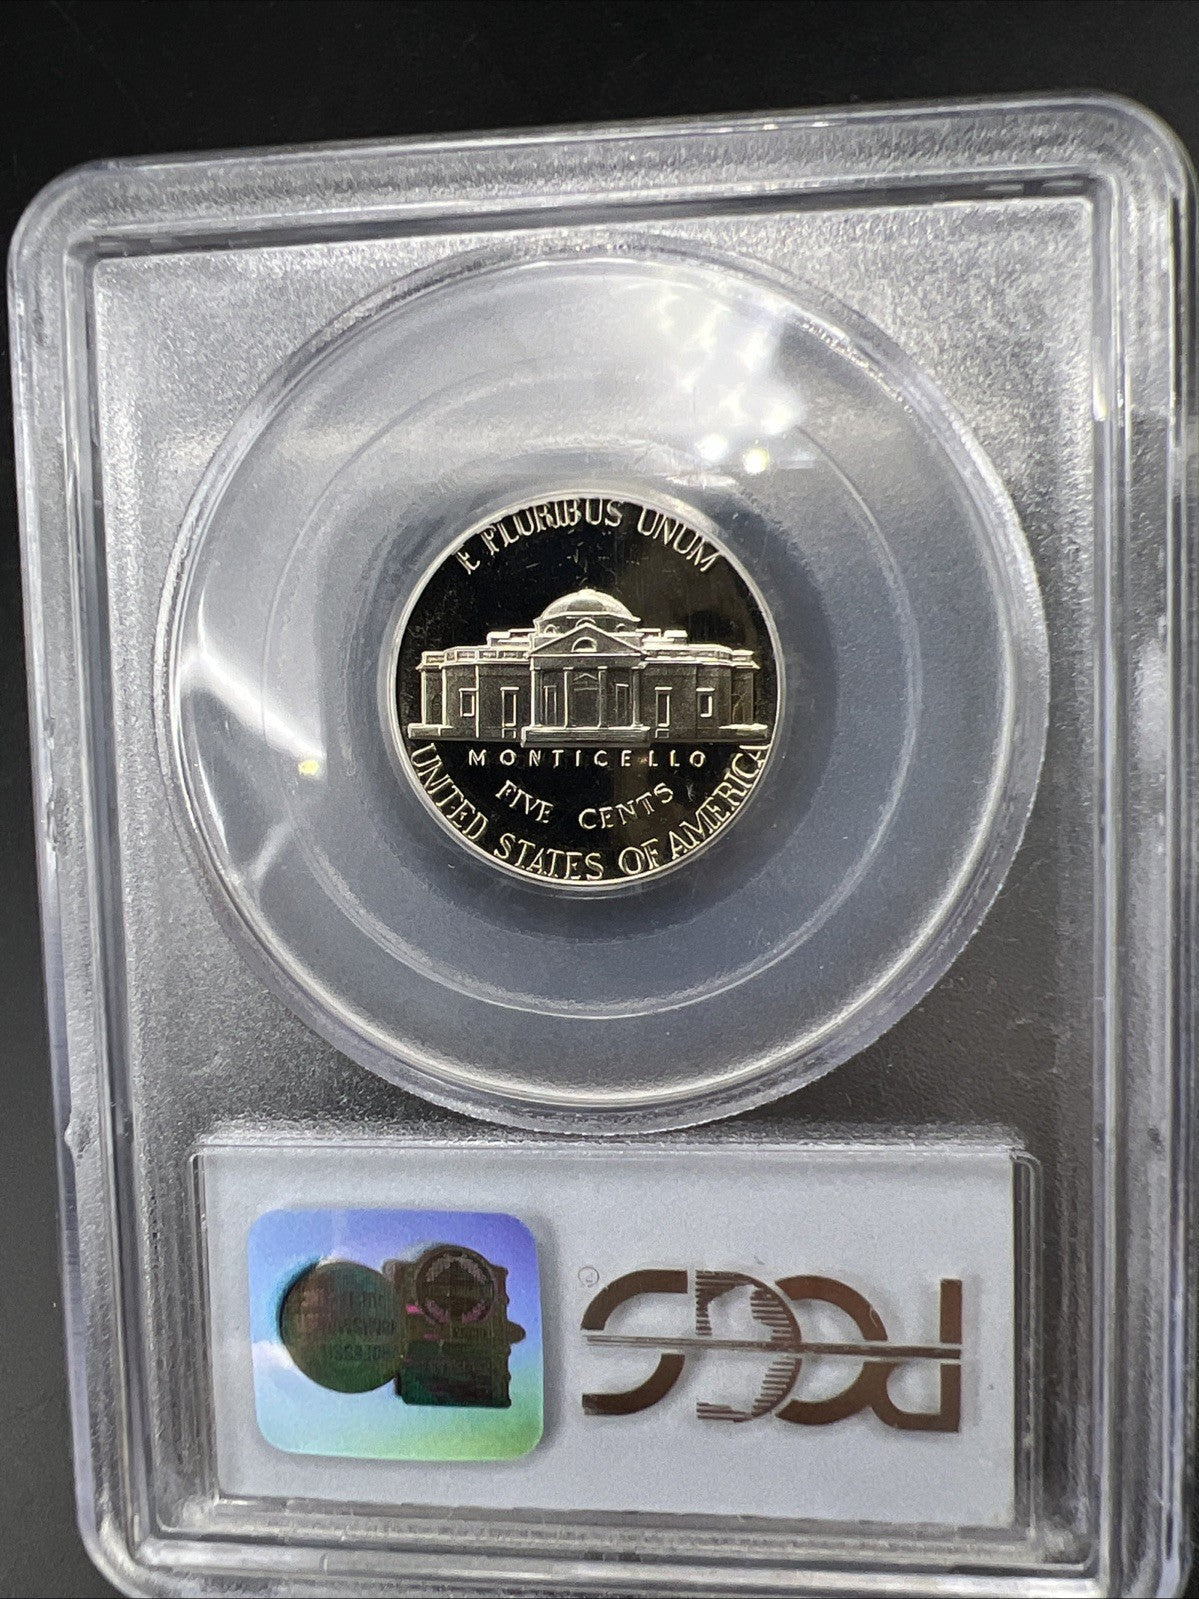 E PLURIBUS UNUM
MONTICELLO
FIVE CENTS
UNITED STATES OF AMERICA
PCGS